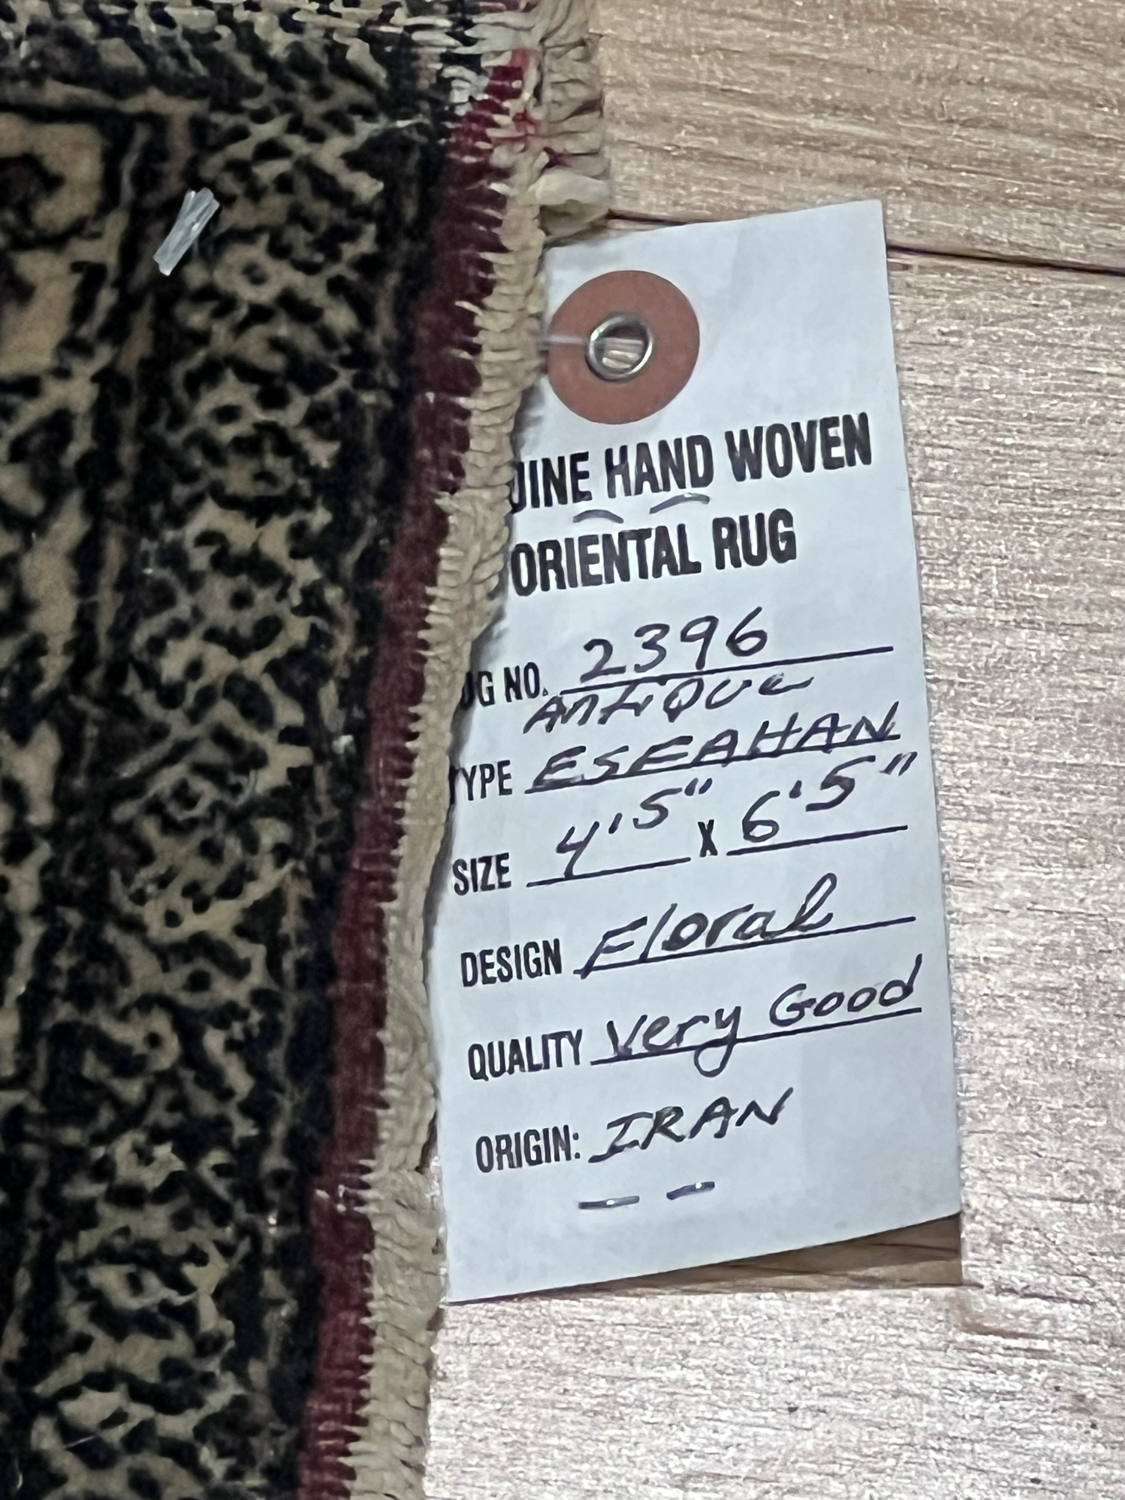 UINE HAND WOVEN
ORIENTAL RUG
UG NO. 2396
ANTIQUE
TYPE ESFAHAN
SIZE 4'5" X 6'5"
DESIGN Floral
QUALITY Very Good
ORIGIN: IRAN